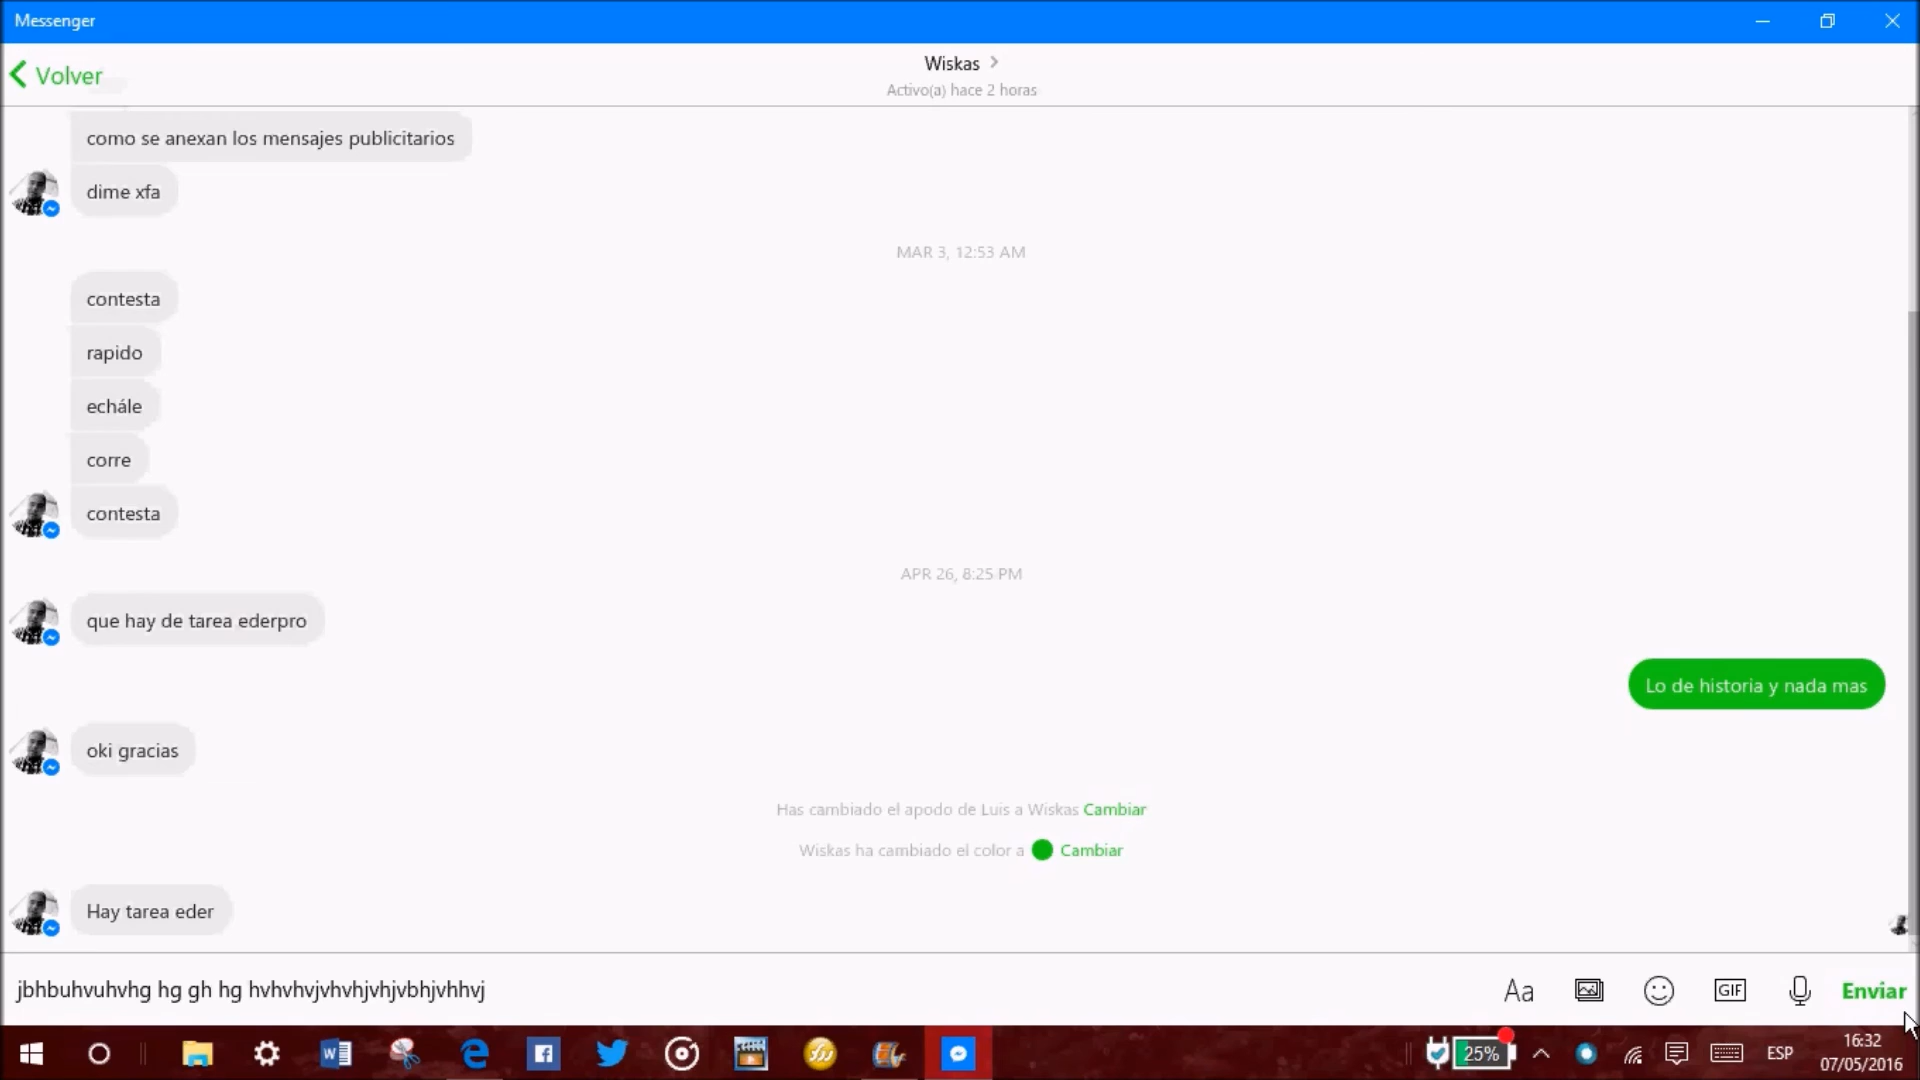 Messenger
Volver
Wiskas
Activo(a) hace 2 horas
como se anexan los mensajes publicitarios
dime xfa
MAR 3, 12:53 AM
contesta
rapido
echále
corre
contesta
APR 26, 8:25 PM
que hay de tarea ederpro
Lo de historia y nada mas
oki gracias
Has cambiado el apodo de Luis a Wiskas Cambiar
Wiskas ha cambiado el color a Cambiar
Hay tarea eder
jbhbuhvuhvhg hg gh hg hvhvhvjvhvhjvhjvbhjvhhvj
Aa
GIF
Enviar
25%
ESP
16:32
07/05/2016